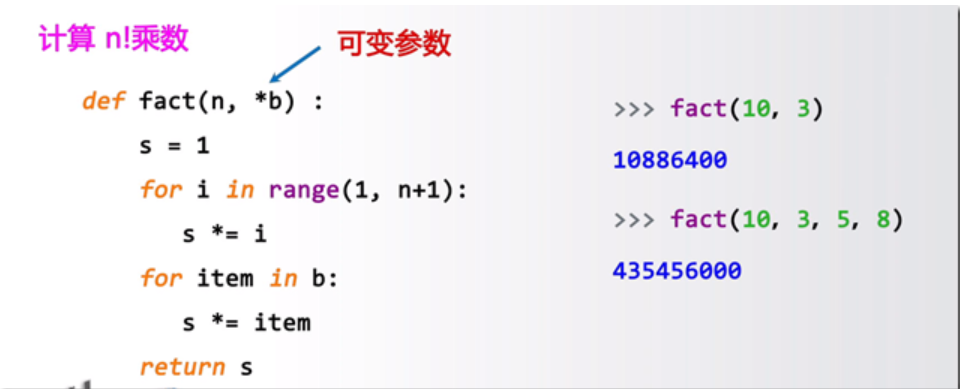 计算 n!乘数
可变参数
def fact(n, *b) :
s = 1
for i in range(1, n+1):
s *= i
for item in b:
s *= item
return s
>>> fact(10, 3)
10886400
>>> fact(10, 3, 5, 8)
435456000